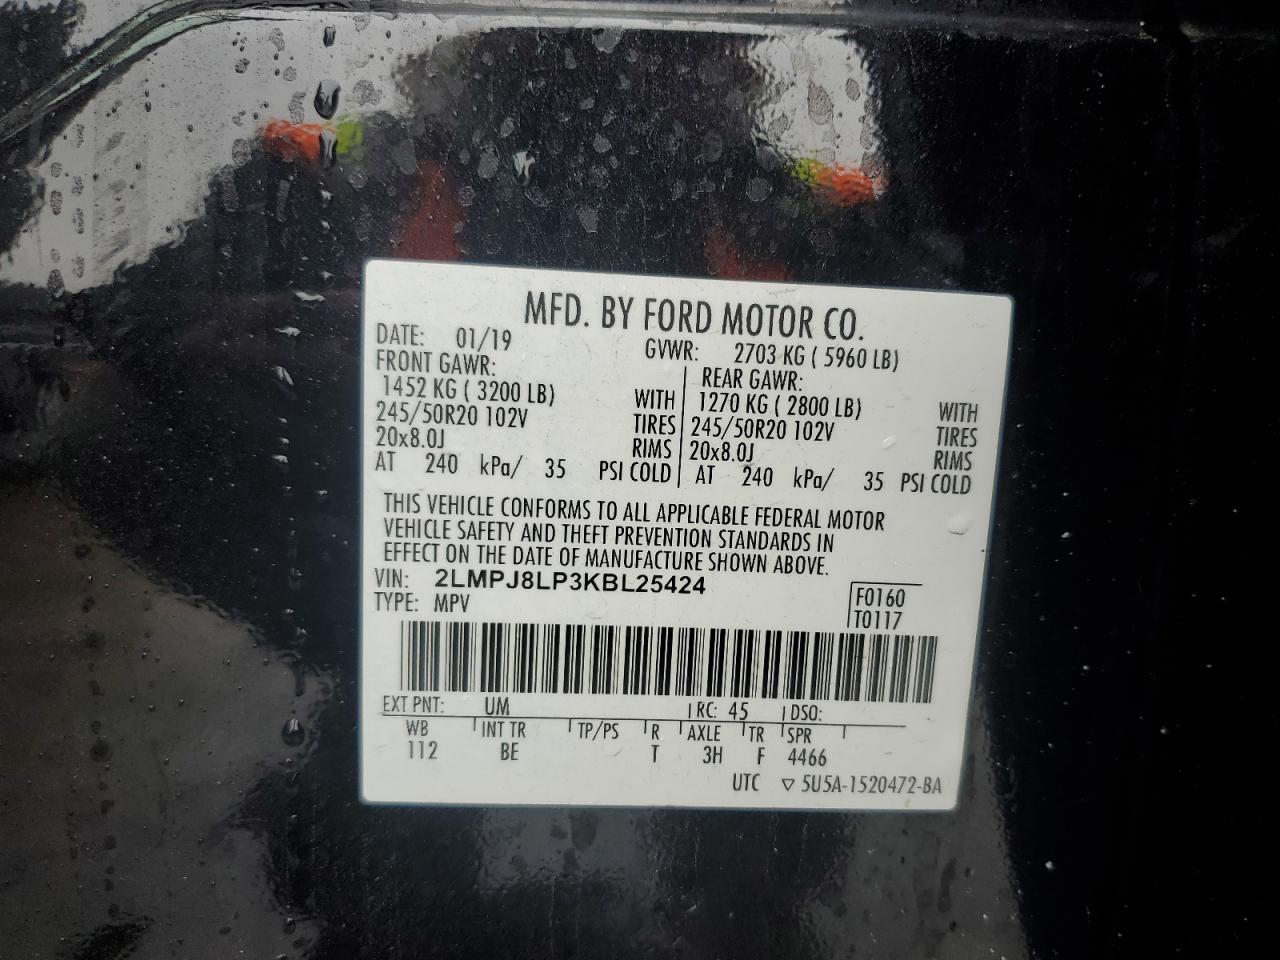 MFD. BY FORD MOTOR CO.
DATE: 01/19 GVWR: 2703 KG ( 5960 LB)
FRONT GAWR: REAR GAWR:
1452 KG ( 3200 LB) WITH 1270 KG ( 2800 LB) WITH
245/50R20 102V TIRES 245/50R20 102V TIRES
20x8.0J RIMS 20x8.0J RIMS
AT 240 kPa/ 35 PSI COLD AT 240 kPa/ 35 PSI COLD
THIS VEHICLE CONFORMS TO ALL APPLICABLE FEDERAL MOTOR
VEHICLE SAFETY AND THEFT PREVENTION STANDARDS IN
EFFECT ON THE DATE OF MANUFACTURE SHOWN ABOVE.
VIN: 2LMPJ8LP3KBL25424
TYPE: MPV
F0160
T0117
EXT PNT: UM RC: 45 DSO:
WB INT TR TP/PS R AXLE TR SPR
112 BE T 3H F 4466
UTC ▽ 5U5A-1520472-BA